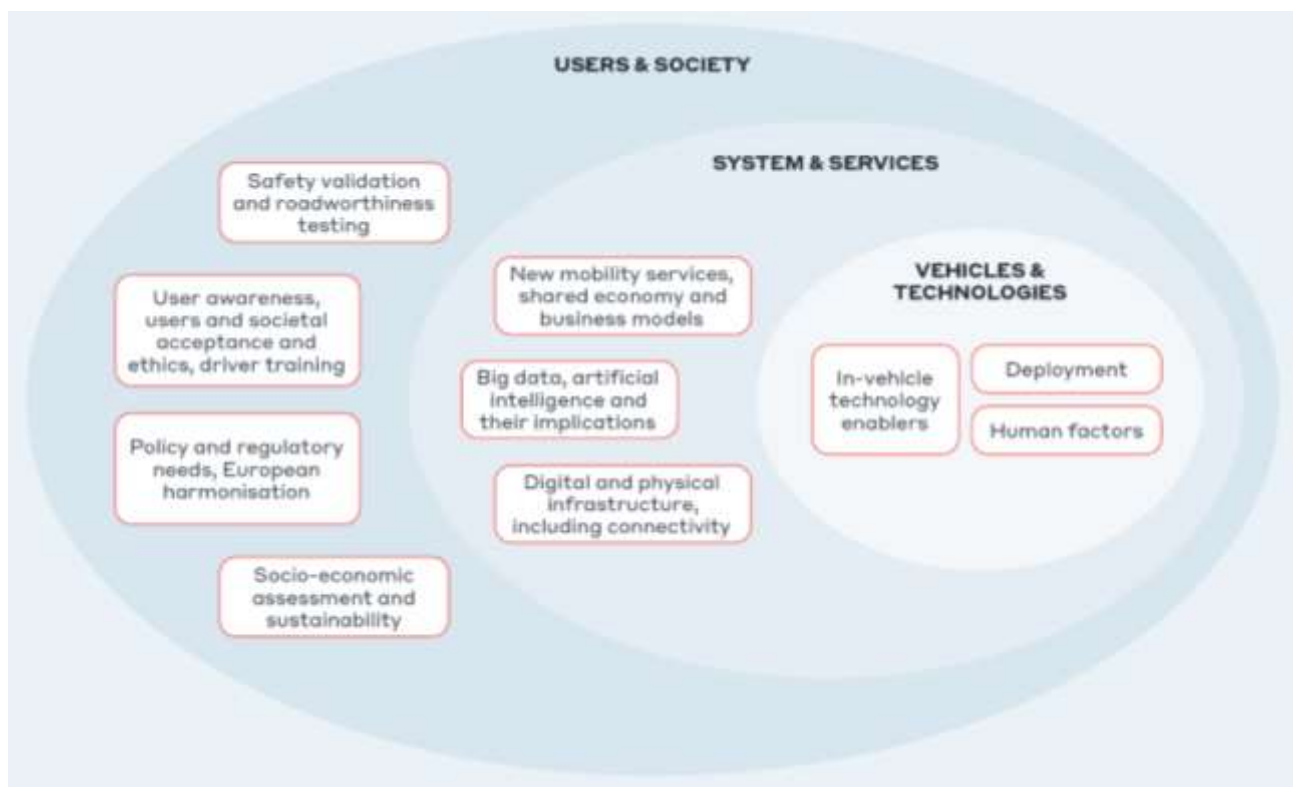 USERS & SOCIETY
SYSTEM & SERVICES
VEHICLES &
TECHNOLOGIES
Safety validation
and roadworthiness
testing
User awareness,
users and societal
acceptance and
ethics, driver training
Policy and regulatory
needs, European
harmonisation
Socio-economic
assessment and
sustainability
New mobility services,
shared economy and
business models
Big data, artificial
intelligence and
their implications
Digital and physical
infrastructure,
including connectivity
In-vehicle
technology
enablers
Deployment
Human factors